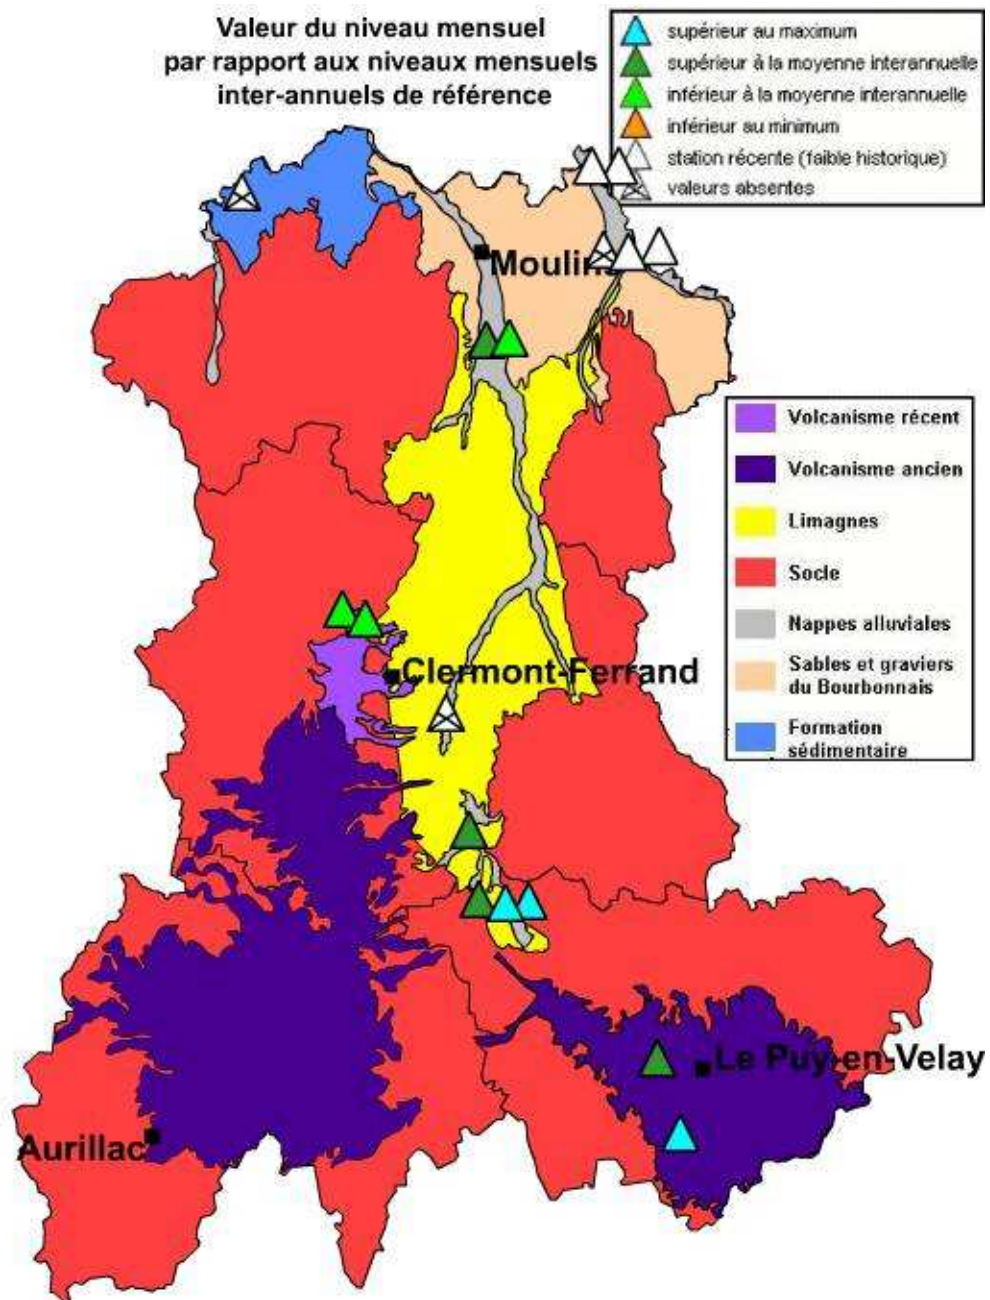 Valeur du niveau mensuel
par rapport aux niveaux mensuels
inter-annuels de référence
supérieur au maximum
supérieur à la moyenne interannuelle
inférieur à la moyenne interannuelle
inférieur au minimum
station récente (faible historique)
valeurs absentes
Moulins
Volcanisme récent
Volcanisme ancien
Limagnes
Socle
Nappes alluviales
Sables et graviers
du Bourbonnais
Formation
sédimentaire
Clermont-Ferrand
Le Puy-en-Velay
Aurillac